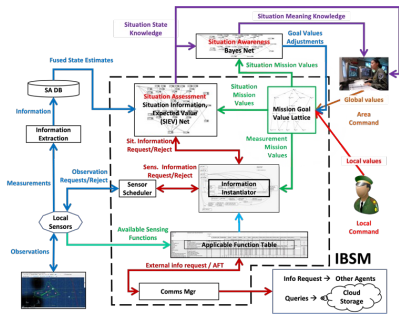 Situation State
Knowledge
Situation Meaning Knowledge
Situation Awareness
Bayes Net
Goal Values
Adjustments
Fused State Estimates
Situation Mission Values
SA DB
Situation Assessment
Situation Information,
Expected Value
(SIEV) Net
Situation
Mission
Values
Mission Goal
Value Lattice
Global values
Area
Command
Information
Information
Extraction
Sit. Information
Request/Reject
Measurement
Mission
Values
Local values
Sens. Information
Request/Reject
Measurements
Observation
Requests/Reject
Sensor
Scheduler
Information
Instantiator
Local
Sensors
Local
Command
Available Sensing
Functions
Applicable Function Table
Observations
IBSM
External info request / AFT
Comms Mgr
Info Request
Other Agents
Queries
Cloud
Storage